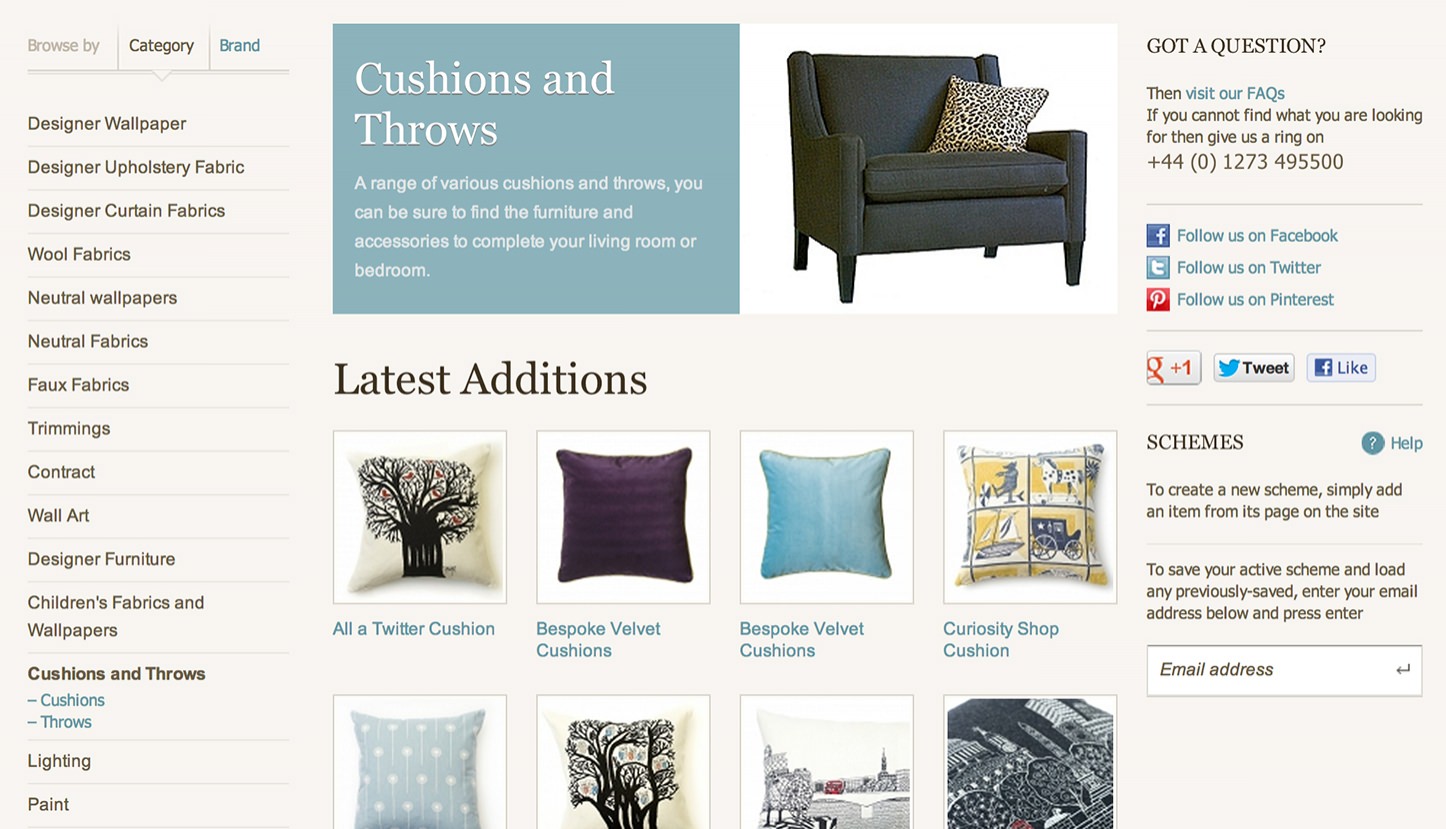 Browse by
Category
Brand
Designer Wallpaper
Designer Upholstery Fabric
Designer Curtain Fabrics
Wool Fabrics
Neutral wallpapers
Neutral Fabrics
Faux Fabrics
Trimmings
Contract
Wall Art
Designer Furniture
Children's Fabrics and
Wallpapers
Cushions and Throws
– Cushions
– Throws
Lighting
Paint
Cushions and
Throws
A range of various cushions and throws, you
can be sure to find the furniture and
accessories to complete your living room or
bedroom.
Latest Additions
All a Twitter Cushion
Bespoke Velvet
Cushions
Bespoke Velvet
Cushions
Curiosity Shop
Cushion
GOT A QUESTION?
Then visit our FAQs
If you cannot find what you are looking
for then give us a ring on
+44 (0) 1273 495500
Follow us on Facebook
Follow us on Twitter
Follow us on Pinterest
g +1
Tweet
Like
SCHEMES
? Help
To create a new scheme, simply add
an item from its page on the site
To save your active scheme and load
any previously-saved, enter your email
address below and press enter
Email address